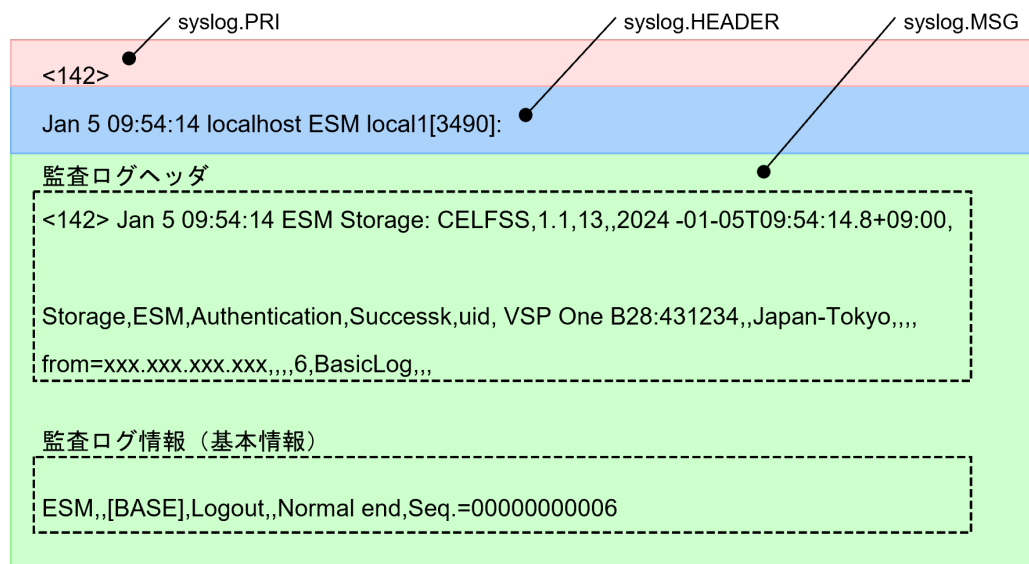 syslog.PRI
syslog.HEADER
syslog.MSG
<142>
Jan 5 09:54:14 localhost ESM local1[3490]:
監査ログヘッダ
<142> Jan 5 09:54:14 ESM Storage: CELFSS,1.1,13,,2024 -01-05T09:54:14.8+09:00,
Storage,ESM,Authentication,Successk,uid, VSP One B28:431234,,Japan-Tokyo,,,,
from=xxx.xxx.xxx.xxx,,,,6,BasicLog,,,
監査ログ情報（基本情報）
ESM,,[BASE],Logout,,Normal end,Seq.=00000000006